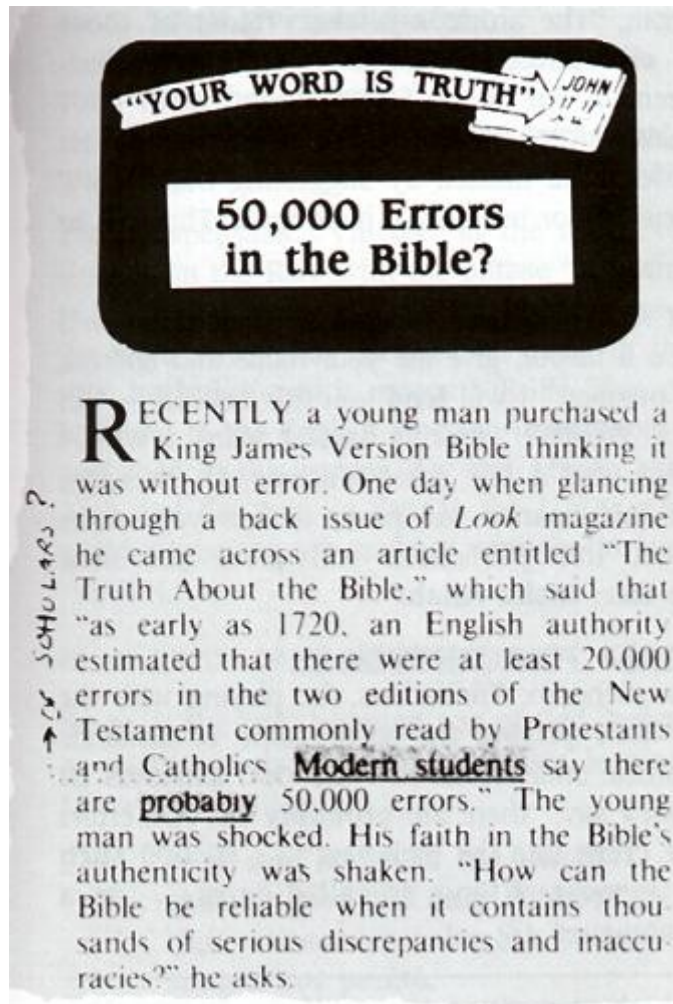 "YOUR WORD IS TRUTH"
JOHN
50,000 Errors
in the Bible?
RECENTLY a young man purchased a
King James Version Bible thinking it
was without error. One day when glancing
through a back issue of Look magazine
he came across an article entitled "The
Truth About the Bible," which said that
"as early as 1720, an English authority
estimated that there were at least 20,000
errors in the two editions of the New
Testament commonly read by Protestants
and Catholics. Modern students say there
are probably 50,000 errors." The young
man was shocked. His faith in the Bible's
authenticity was shaken. "How can the
Bible be reliable when it contains thou-
sands of serious discrepancies and inaccu-
racies?" he asks.
SCHOLARS ?